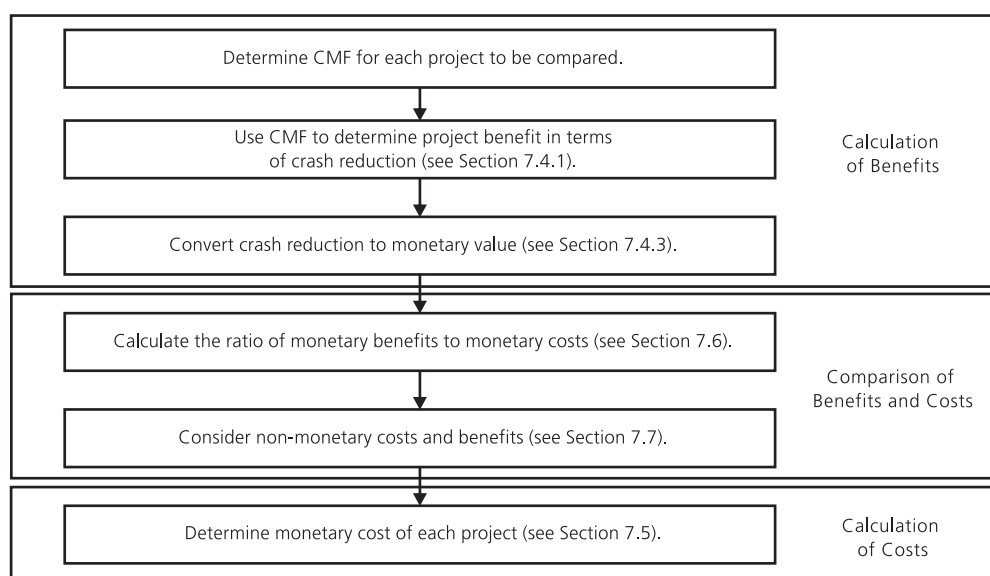 Determine CMF for each project to be compared.
Use CMF to determine project benefit in terms
of crash reduction (see Section 7.4.1).
Calculation
of Benefits
Convert crash reduction to monetary value (see Section 7.4.3).
Calculate the ratio of monetary benefits to monetary costs (see Section 7.6).
Comparison of
Benefits and Costs
Consider non-monetary costs and benefits (see Section 7.7).
Determine monetary cost of each project (see Section 7.5).
Calculation
of Costs